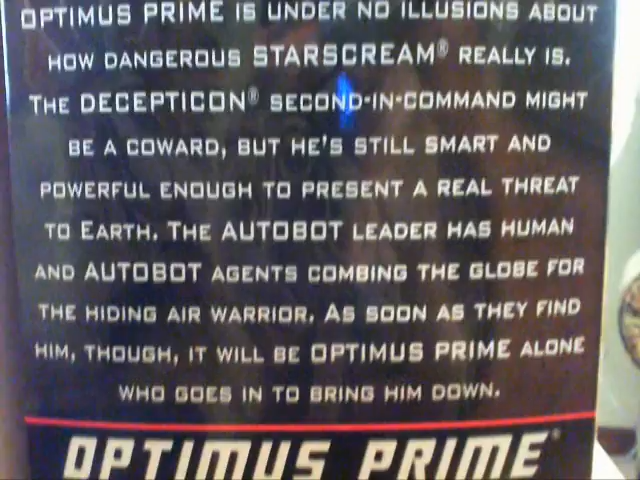 OPTIMUS PRIME IS UNDER NO ILLUSIONS ABOUT
HOW DANGEROUS STARSCREAM® REALLY IS.
THE DECEPTICON® SECOND-IN-COMMAND MIGHT
BE A COWARD, BUT HE'S STILL SMART AND
POWERFUL ENOUGH TO PRESENT A REAL THREAT
TO EARTH. THE AUTOBOT LEADER HAS HUMAN
AND AUTOBOT AGENTS COMBING THE GLOBE FOR
THE HIDING AIR WARRIOR. AS SOON AS THEY FIND
HIM, THOUGH, IT WILL BE OPTIMUS PRIME ALONE
WHO GOES IN TO BRING HIM DOWN.
OPTIMUS PRIME®